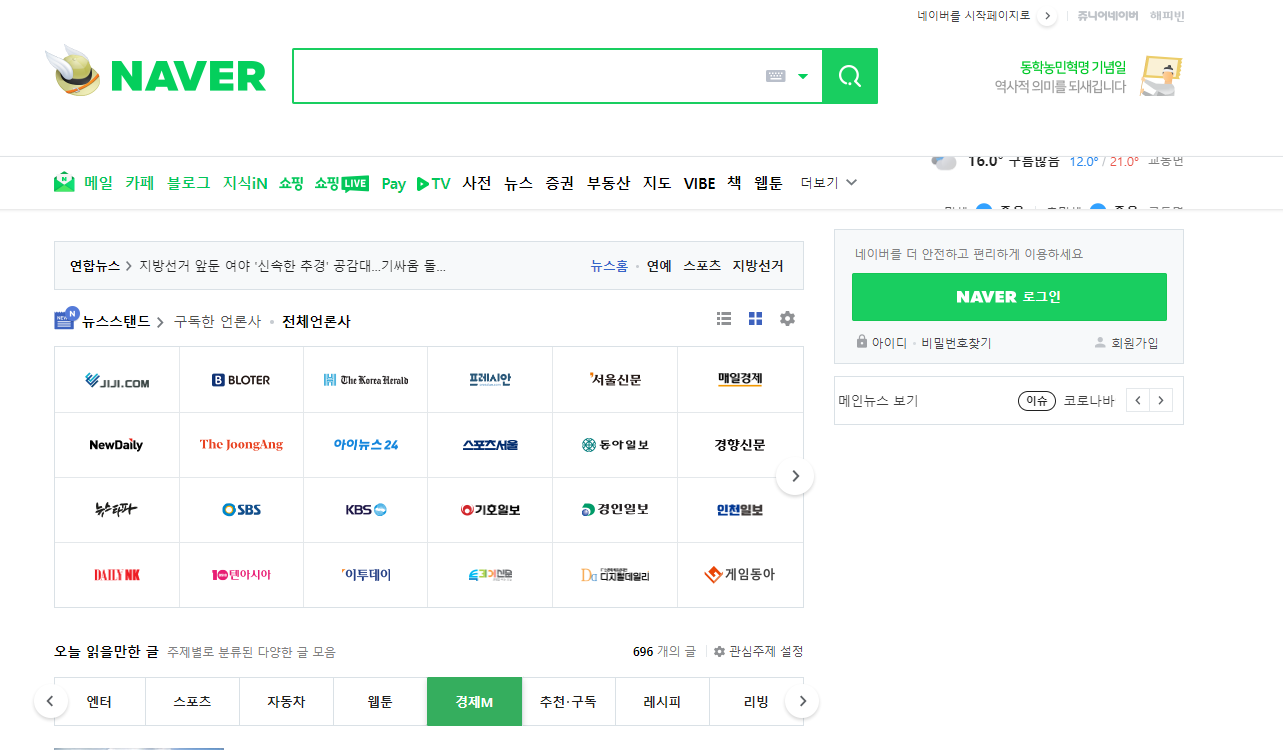 네이버를 시작페이지로 쥬니어네이버 해피빈
NAVER
동학농민혁명 기념일
역사적 의미를 되새깁니다
16.0° 구름많음 12.0° / 21.0° 교동면
메일 카페 블로그 지식iN 쇼핑 쇼핑LIVE Pay TV 사전 뉴스 증권 부동산 지도 VIBE 책 웹툰 더보기
연합뉴스 지방선거 앞둔 여야 '신속한 추경' 공감대...기싸움 돌... 뉴스홈 연예 스포츠 지방선거
네이버를 더 안전하고 편리하게 이용하세요
NAVER 로그인
아이디 · 비밀번호찾기 회원가입
뉴스스탠드 구독한 언론사 · 전체언론사
메인뉴스 보기 이슈 코로나바
JIJI.COM BLOTER The Korea Herald 프레시안 서울신문 매일경제
NewDaily The JoongAng 아이뉴스24 스포츠서울 동아일보 경향신문
뉴스타파 SBS KBS 기호일보 경인일보 인천일보
DAILY NK 10 텐아시아 이투데이 디지털데일리 게임동아
오늘 읽을만한 글 주제별로 분류된 다양한 글 모음 696 개의 글 관심주제 설정
엔터 스포츠 자동차 웹툰 경제M 추천·구독 레시피 리빙